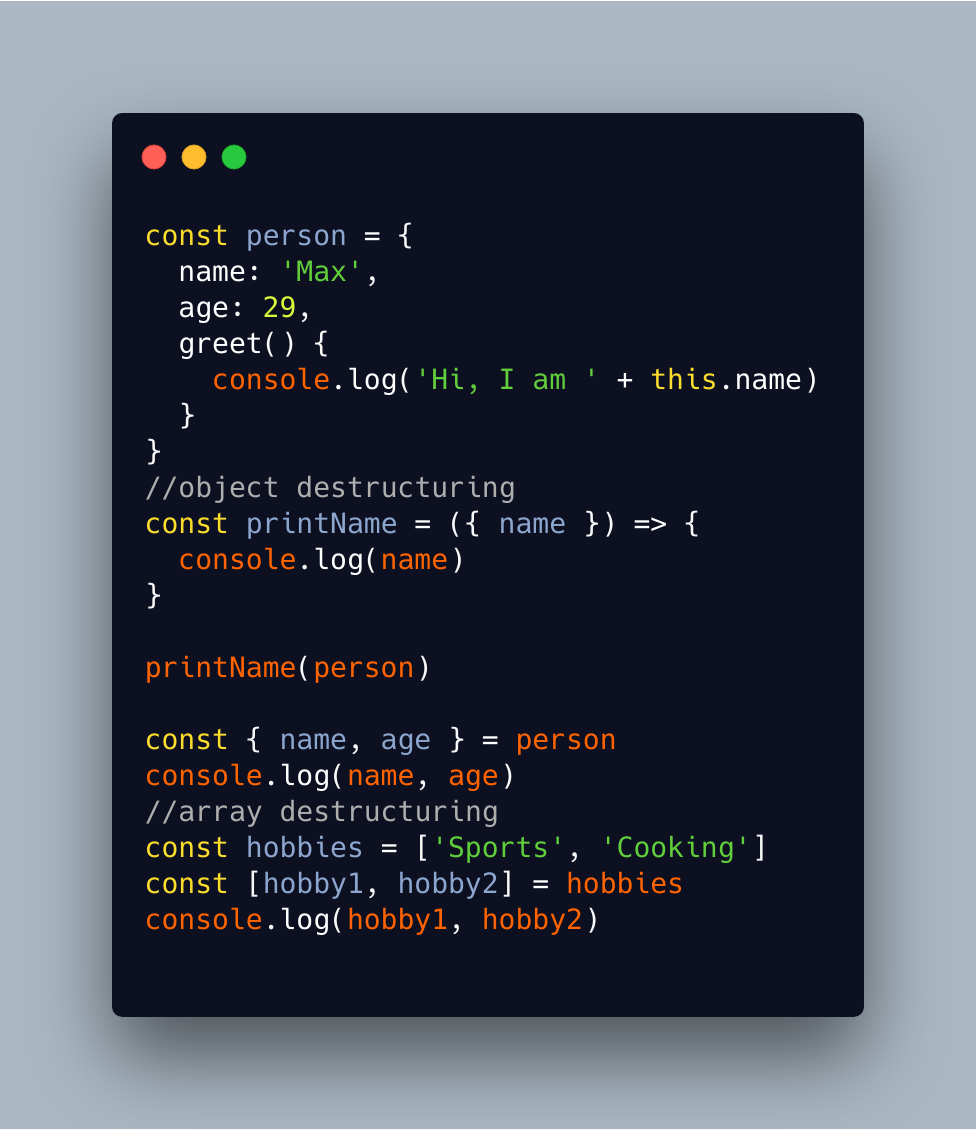 const person = {
  name: 'Max',
  age: 29,
  greet() {
    console.log('Hi, I am ' + this.name)
  }
}
//object destructuring
const printName = ({ name }) => {
  console.log(name)
}

printName(person)

const { name, age } = person
console.log(name, age)
//array destructuring
const hobbies = ['Sports', 'Cooking']
const [hobby1, hobby2] = hobbies
console.log(hobby1, hobby2)